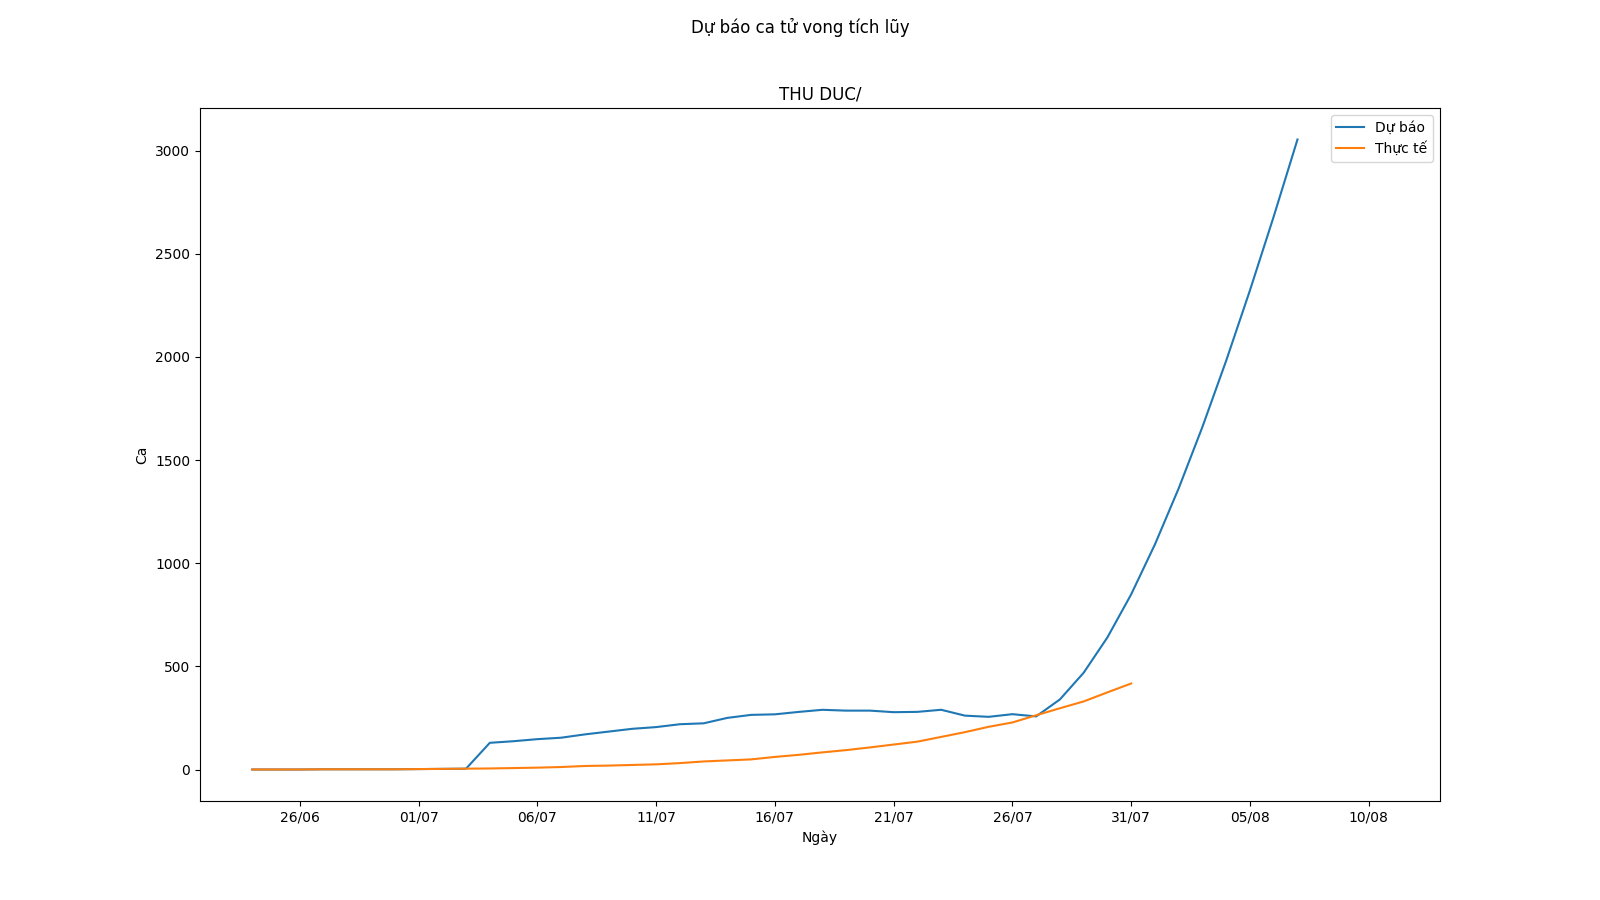 Dự báo ca tử vong tích lũy
THU DUC/
Dự báo
Thực tế
3000
2500
2000
1500
1000
500
0
Ca
26/06
01/07
06/07
11/07
16/07
21/07
26/07
31/07
05/08
10/08
Ngày